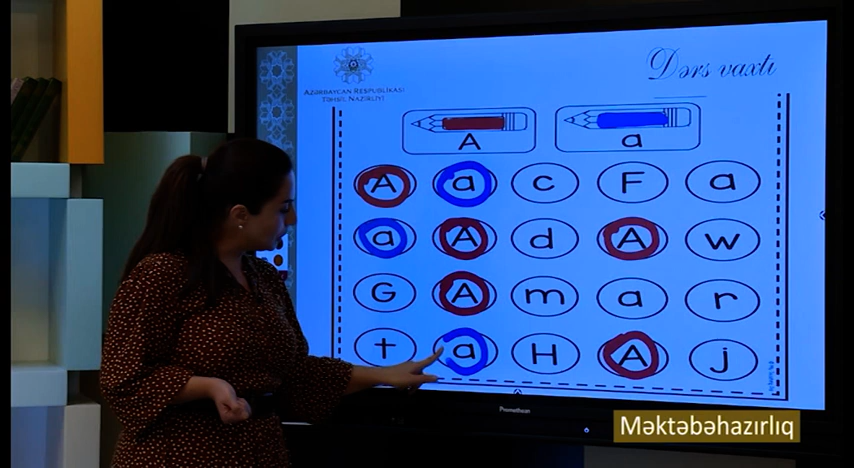 Dərs vaxtı
AZƏRBAYCAN RESPUBLİKASI
TƏHSİL NAZİRLİYİ
A a
A a c F a
a A d A w
G A m a r
t a H A j
Promethean
Məktəbəhazırlıq